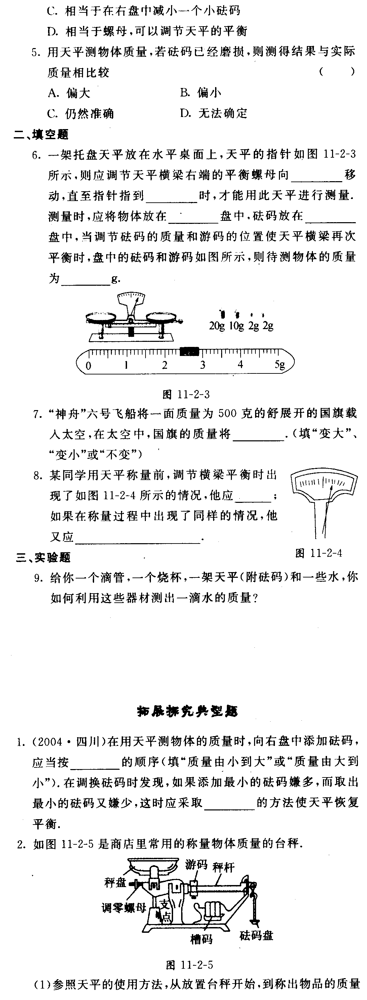 C. 相当于在右盘中减小一个小砝码
D. 相当于螺母,可以调节天平的平衡
5. 用天平测物体质量,若砝码已经磨损,则测得结果与实际
质量相比较 (  )
A. 偏大 B. 偏小
C. 仍然准确 D. 无法确定
二、填空题
6. 一架托盘天平放在水平桌面上,天平的指针如图 11-2-3
所示,则应调节天平横梁右端的平衡螺母向________移
动,直至指针指到________时,才能用此天平进行测量.
测量时,应将物体放在________盘中,砝码放在________
盘中,当调节砝码的质量和游码的位置使天平横梁再次
平衡时,盘中的砝码和游码如图所示,则待测物体的质量
为________g.
20g 10g 2g 2g
0 1 2 3 4 5g
图 11-2-3
7. “神舟”六号飞船将一面质量为 500 克的舒展开的国旗载
入太空,在太空中,国旗的质量将________.(填“变大”、
“变小”或“不变”)
8. 某同学用天平称量前,调节横梁平衡时出
现了如图 11-2-4 所示的情况,他应______;
如果在称量过程中出现了同样的情况,他
又应____________________.
图 11-2-4
三、实验题
9. 给你一个滴管,一个烧杯,一架天平(附砝码)和一些水,你
如何利用这些器材测出一滴水的质量?
拓展探究典型题
1. (2004·四川)在用天平测物体的质量时,向右盘中添加砝码,
应当按________的顺序(填“质量由小到大”或“质量由大到
小”). 在调换砝码时发现,如果添加最小的砝码嫌多,而取出
最小的砝码又嫌少,这时应采取________的方法使天平恢复
平衡.
2. 如图 11-2-5 是商店里常用的称量物体质量的台秤.
游码 秤杆
秤盘
调零螺母 支点
槽码 砝码盘
图 11-2-5
(1)参照天平的使用方法,从放置台秤开始,到称出物品的质量